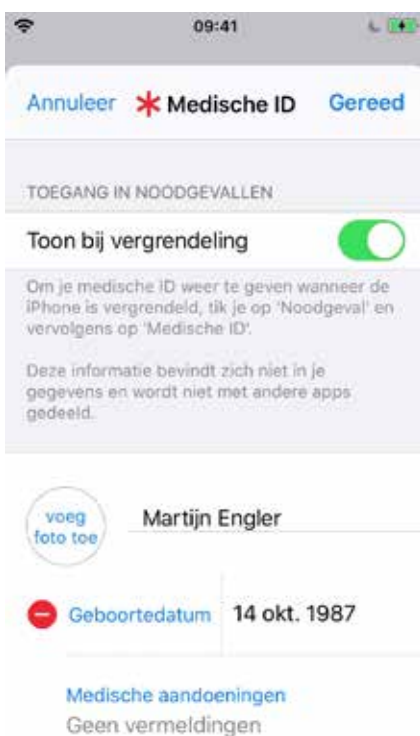 09:41
Annuleer * Medische ID Gereed
TOEGANG IN NOODGEVALLEN
Toon bij vergrendeling
Om je medische ID weer te geven wanneer de
iPhone is vergrendeld, tik je op 'Noodgeval' en
vervolgens op 'Medische ID'.
Deze informatie bevindt zich niet in je
gegevens en wordt niet met andere apps
gedeeld.
voeg
foto toe
Martijn Engler
Geboortedatum 14 okt. 1987
Medische aandoeningen
Geen vermeldingen